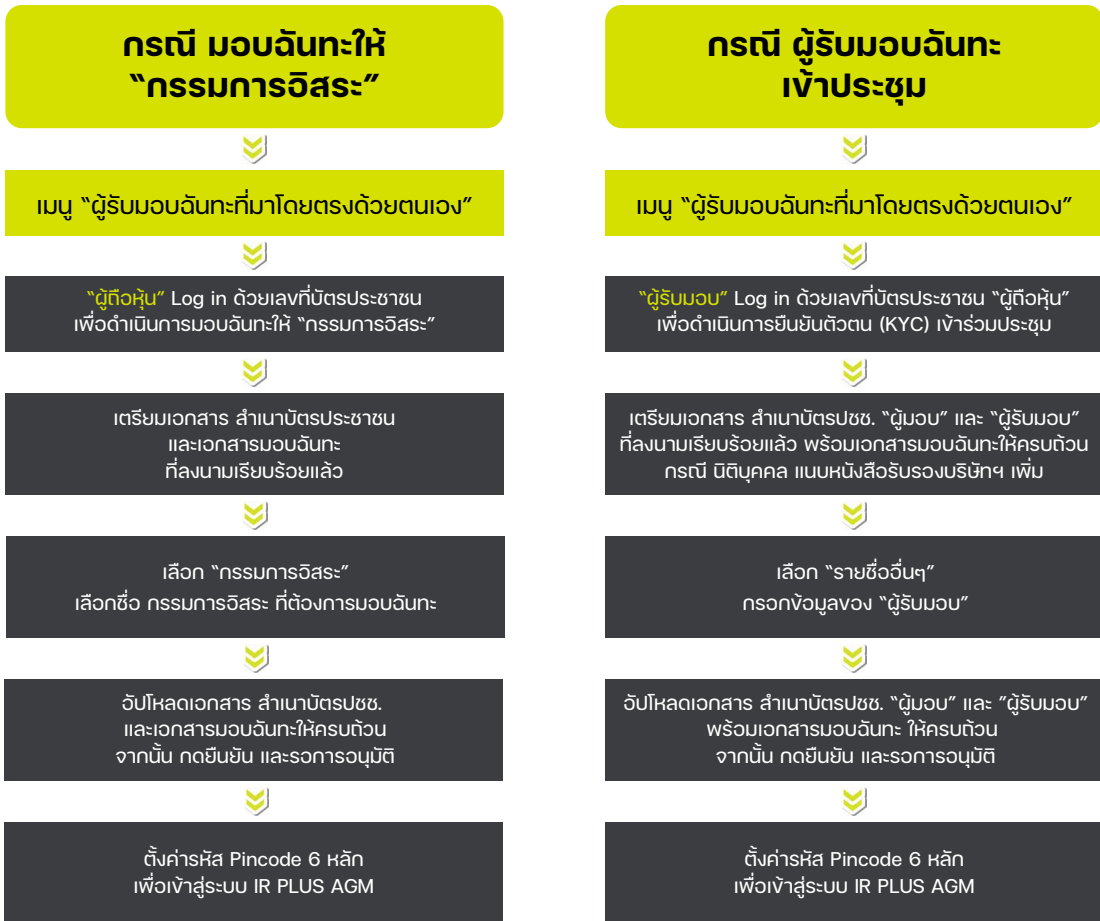 กรณี มอบฉันทะให้
“กรรมการอิสระ”
เมนู “ผู้รับมอบฉันทะที่มาโดยตรงด้วยตนเอง”
“ผู้ถือหุ้น” Log in ด้วยเลขที่บัตรประชาชน
เพื่อดำเนินการมอบฉันทะให้ “กรรมการอิสระ”
เตรียมเอกสาร สำเนาบัตรประชาชน
และเอกสารมอบฉันทะ
ที่ลงนามเรียบร้อยแล้ว
เลือก “กรรมการอิสระ”
เลือกชื่อ กรรมการอิสระ ที่ต้องการมอบฉันทะ
อัปโหลดเอกสาร สำเนาบัตรปชช.
และเอกสารมอบฉันทะให้ครบถ้วน
จากนั้น กดยืนยัน และรอการอนุมัติ
ตั้งค่ารหัส Pincode 6 หลัก
เพื่อเข้าสู่ระบบ IR PLUS AGM
กรณี ผู้รับมอบฉันทะ
เข้าประชุม
เมนู “ผู้รับมอบฉันทะที่มาโดยตรงด้วยตนเอง”
“ผู้รับมอบ” Log in ด้วยเลขที่บัตรประชาชน “ผู้ถือหุ้น”
เพื่อดำเนินการยืนยันตัวตน (KYC) เข้าร่วมประชุม
เตรียมเอกสาร สำเนาบัตรปชช. “ผู้มอบ” และ “ผู้รับมอบ”
ที่ลงนามเรียบร้อยแล้ว พร้อมเอกสารมอบฉันทะให้ครบถ้วน
กรณี นิติบุคคล แนบหนังสือรับรองบริษัทฯ เพิ่ม
เลือก “รายชื่ออื่นๆ”
กรอกข้อมูลของ “ผู้รับมอบ”
อัปโหลดเอกสาร สำเนาบัตรปชช. “ผู้มอบ” และ ”ผู้รับมอบ”
พร้อมเอกสารมอบฉันทะ ให้ครบถ้วน
จากนั้น กดยืนยัน และรอการอนุมัติ
ตั้งค่ารหัส Pincode 6 หลัก
เพื่อเข้าสู่ระบบ IR PLUS AGM